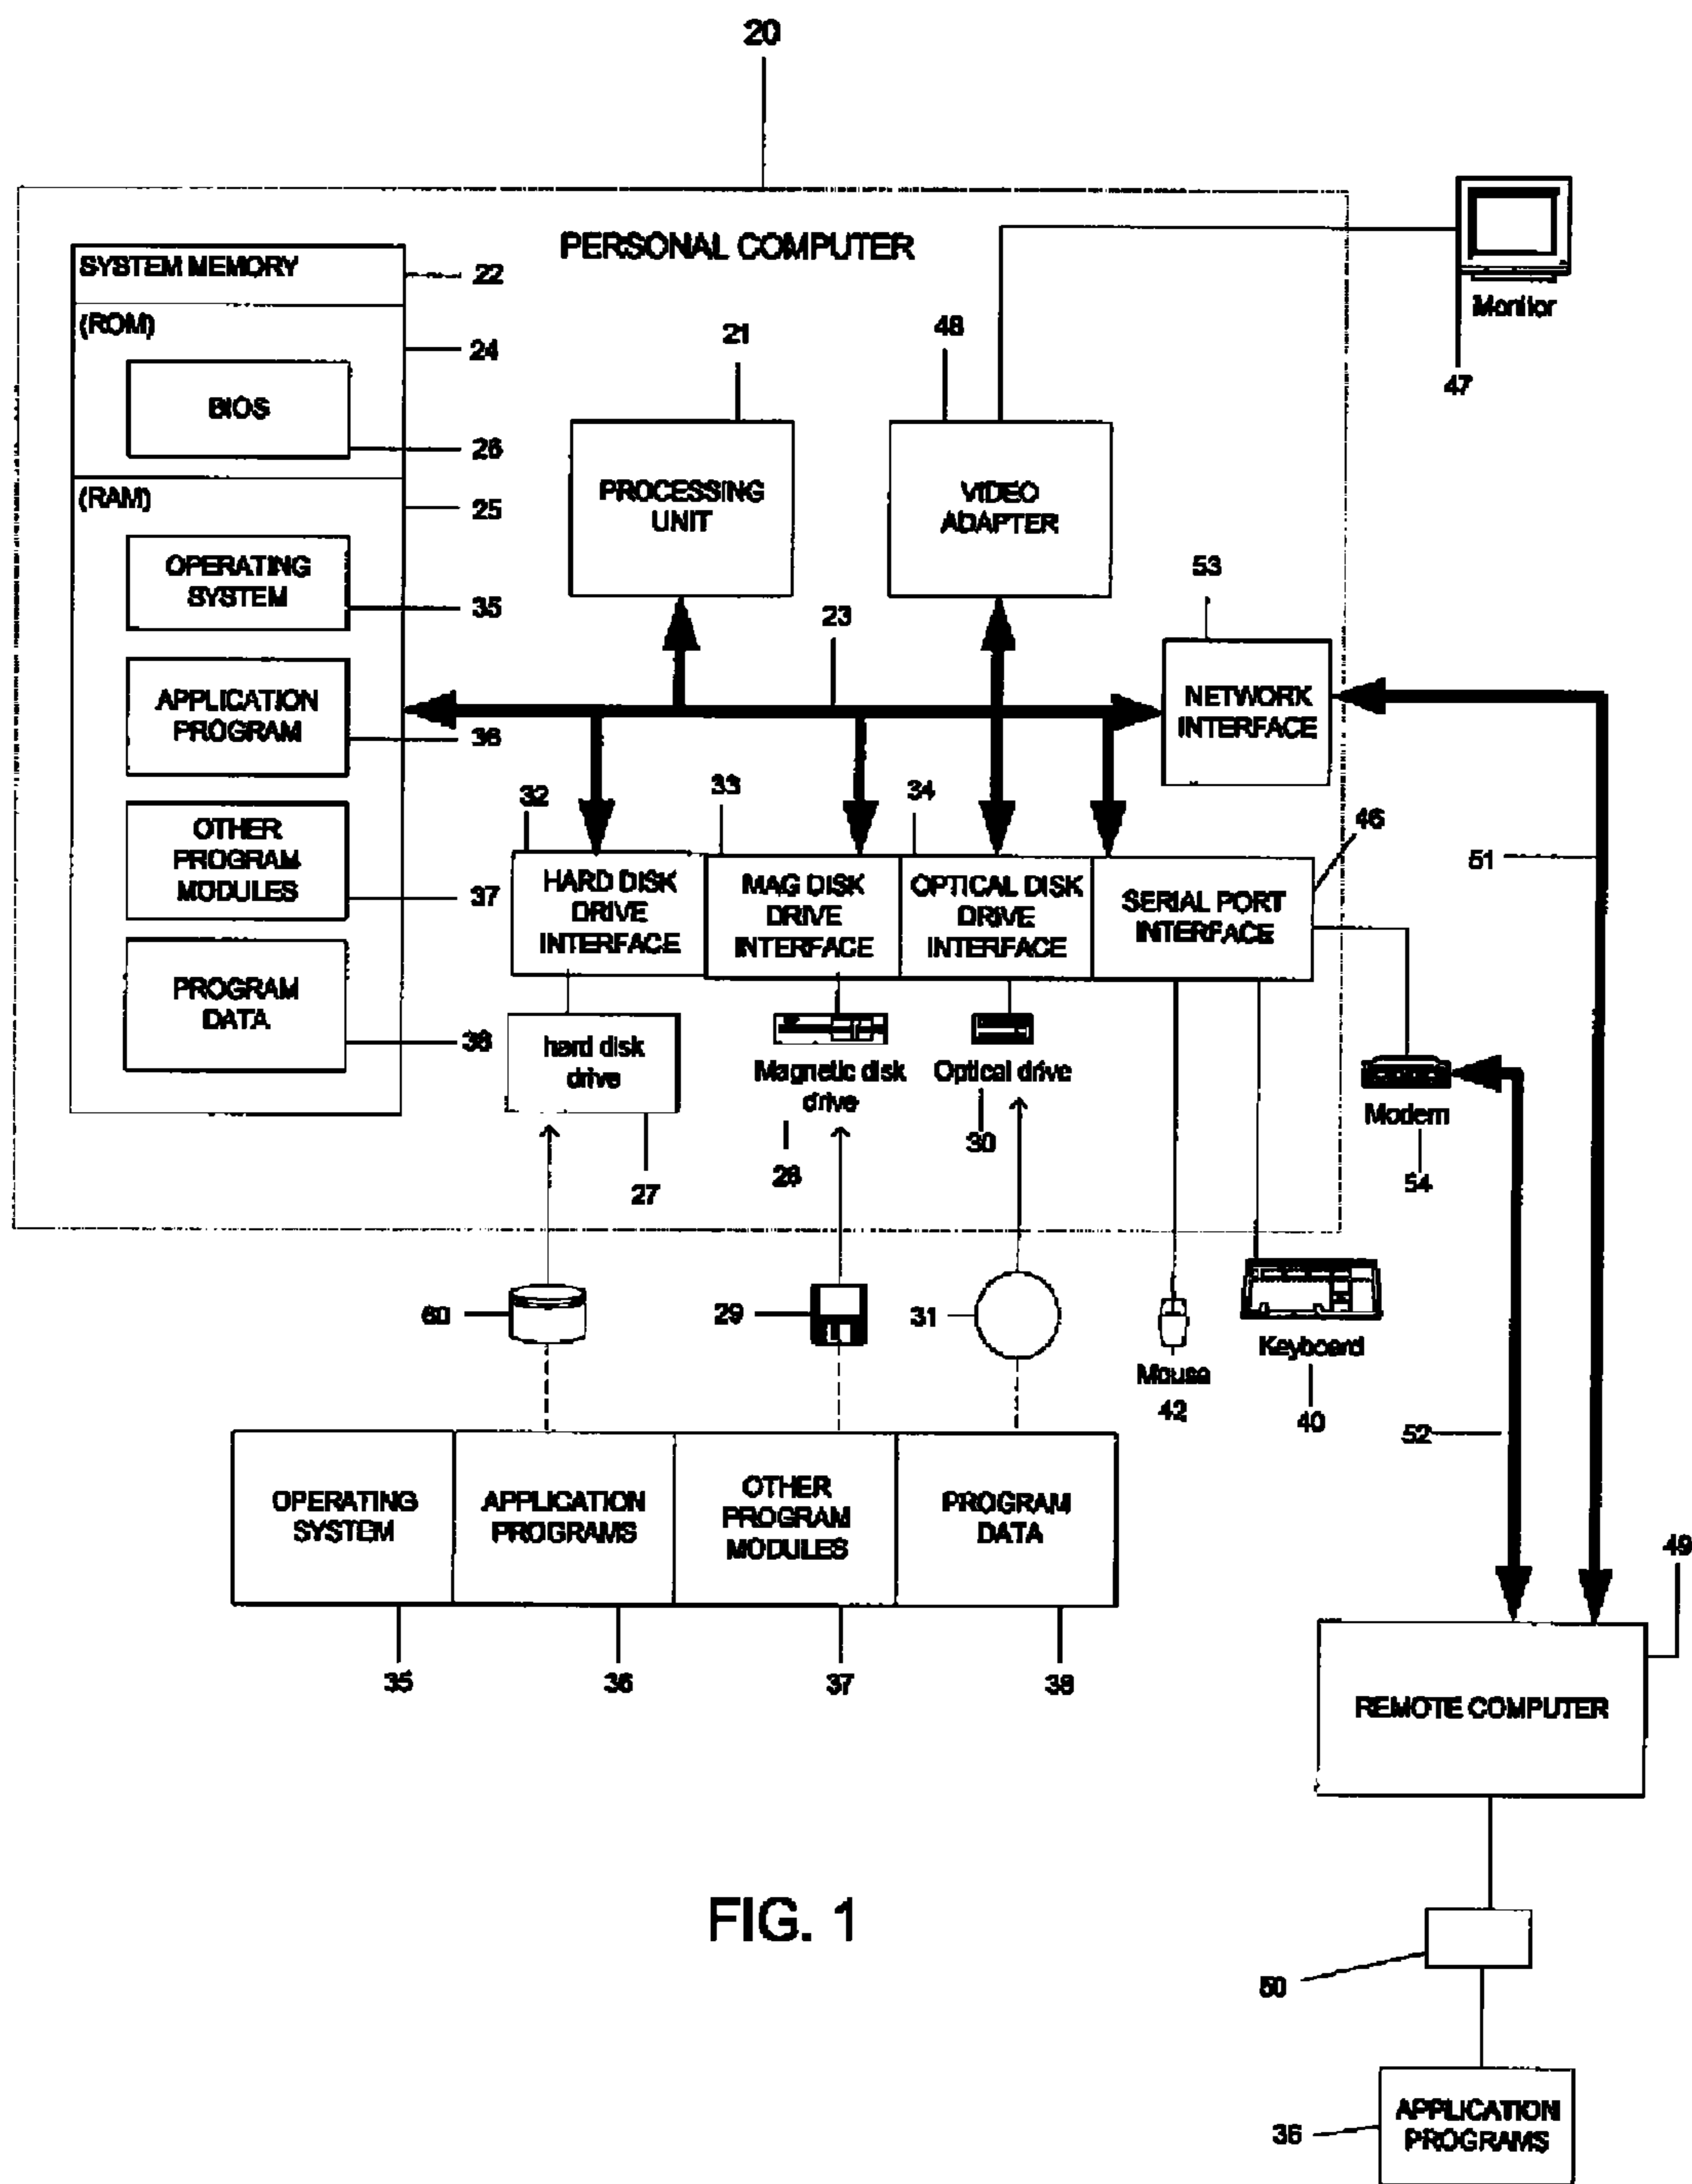 20
PERSONAL COMPUTER
SYSTEM MEMORY
22
(ROM)
24
BIOS
26
(RAM)
25
OPERATING
SYSTEM
35
APPLICATION
PROGRAM
36
OTHER
PROGRAM
MODULES
37
PROGRAM
DATA
38
21
PROCESSING
UNIT
48
VIDEO
ADAPTER
Monitor
47
23
53
NETWORK
INTERFACE
32
HARD DISK
DRIVE
INTERFACE
33
MAG DISK
DRIVE
INTERFACE
34
OPTICAL DISK
DRIVE
INTERFACE
46
SERIAL PORT
INTERFACE
51
hard disk
drive
27
Magnetic disk
drive
28
Optical drive
30
Modem
54
60
29
31
Mouse
42
Keyboard
40
52
OPERATING
SYSTEM
APPLICATION
PROGRAMS
OTHER
PROGRAM
MODULES
PROGRAM
DATA
35
36
37
38
49
REMOTE COMPUTER
FIG. 1
50
36
APPLICATION
PROGRAMS